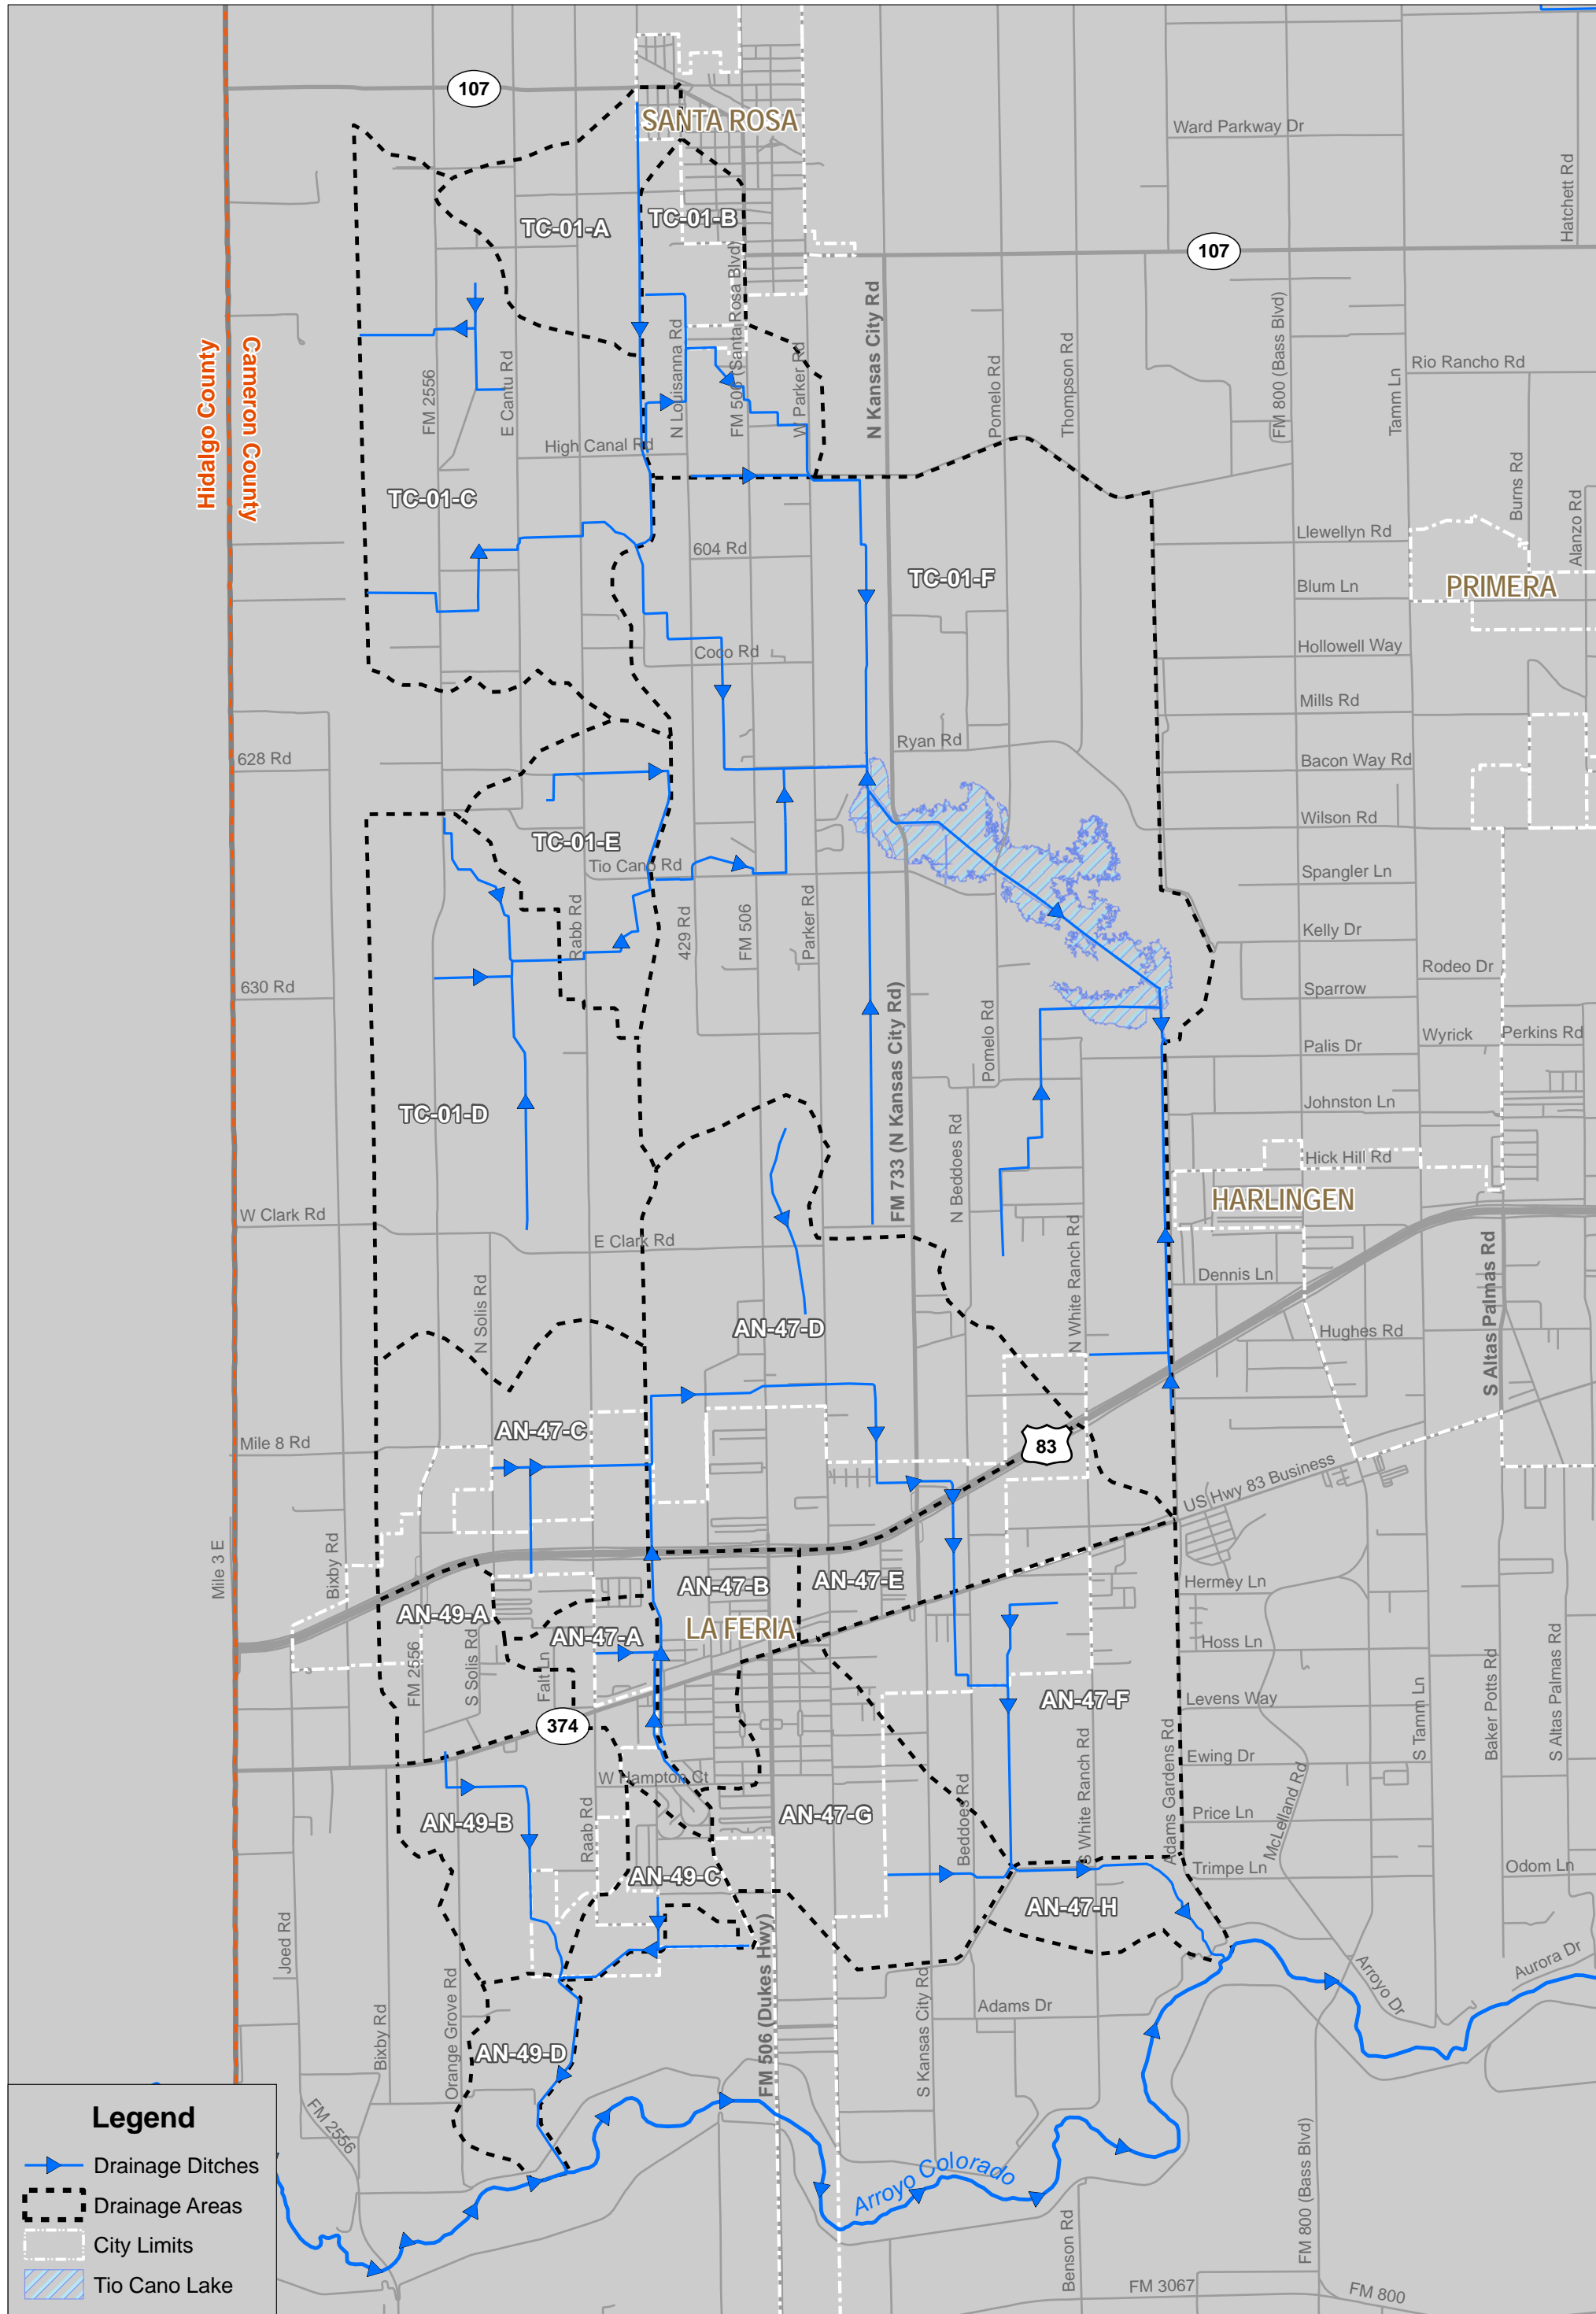 107
SANTA ROSA
Ward Parkway Dr
Hatchett Rd
TC-01-A
TC-01-B
107
Hidalgo County
Cameron County
FM 2556
E Cantu Rd
N Louisanna Rd
FM 506 (Santa Rosa Blvd)
W Parker Rd
N Kansas City Rd
Pomelo Rd
Thompson Rd
FM 800 (Bass Blvd)
Tamm Ln
Rio Rancho Rd
Burns Rd
Alanzo Rd
High Canal Rd
TC-01-C
604 Rd
TC-01-F
Llewellyn Rd
Blum Ln
PRIMERA
Hollowell Way
Coco Rd
Mills Rd
628 Rd
Ryan Rd
Bacon Way Rd
Wilson Rd
TC-01-E
Tio Cano Rd
Spangler Ln
Rabb Rd
429 Rd
FM 506
Parker Rd
Kelly Dr
Rodeo Dr
630 Rd
Sparrow
FM 733 (N Kansas City Rd)
Pomelo Rd
Palis Dr
Wyrick
Perkins Rd
TC-01-D
Johnston Ln
N Beddoes Rd
Hick Hill Rd
HARLINGEN
W Clark Rd
E Clark Rd
N White Ranch Rd
Dennis Ln
S Altas Palmas Rd
N Solis Rd
AN-47-D
Hughes Rd
AN-47-C
Mile 8 Rd
83
US Hwy 83 Business
Mile 3 E
Bixby Rd
AN-47-B
AN-47-E
Hermey Ln
AN-49-A
LA FERIA
AN-47-A
Hoss Ln
FM 2556
S Solis Rd
Falt Ln
AN-47-F
Levens Way
S Tamm Ln
Baker Potts Rd
S Altas Palmas Rd
374
W Hampton Ct
Ewing Dr
Adams Gardens Rd
S White Ranch Rd
McLelland Rd
AN-49-B
Raab Rd
AN-47-G
Beddoes Rd
Price Ln
AN-49-C
Trimpe Ln
Odom Ln
AN-47-H
Joed Rd
Bixby Rd
Orange Grove Rd
FM 506 (Dukes Hwy)
S Kansas City Rd
Adams Dr
Arroyo Dr
Aurora Dr
AN-49-D
FM 2556
Arroyo Colorado
Benson Rd
FM 800 (Bass Blvd)
FM 3067
FM 800
Legend
Drainage Ditches
Drainage Areas
City Limits
Tio Cano Lake